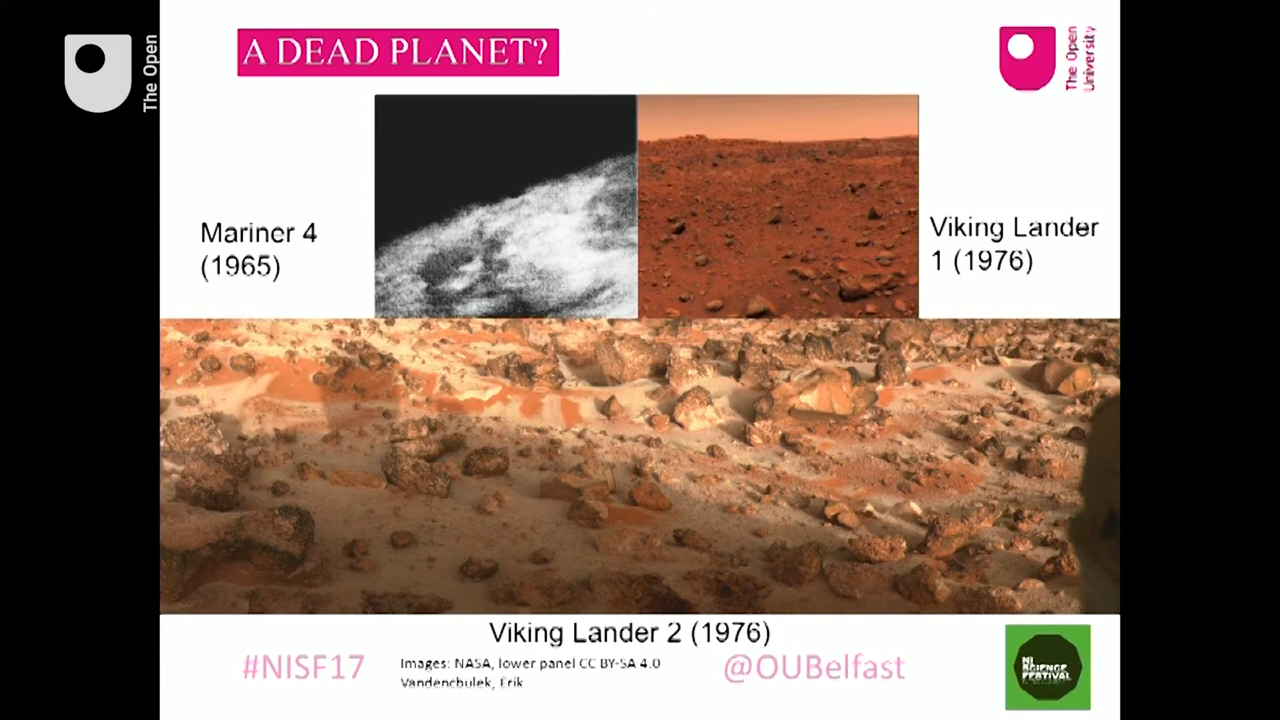 The Open
A DEAD PLANET?
The Open
University
Mariner 4
(1965)
Viking Lander
1 (1976)
Viking Lander 2 (1976)
#NISF17
Images: NASA, lower panel CC BY-SA 4.0
Vandenbulek, Erik
@OUBelfast
NI
SCIENCE
FESTIVAL